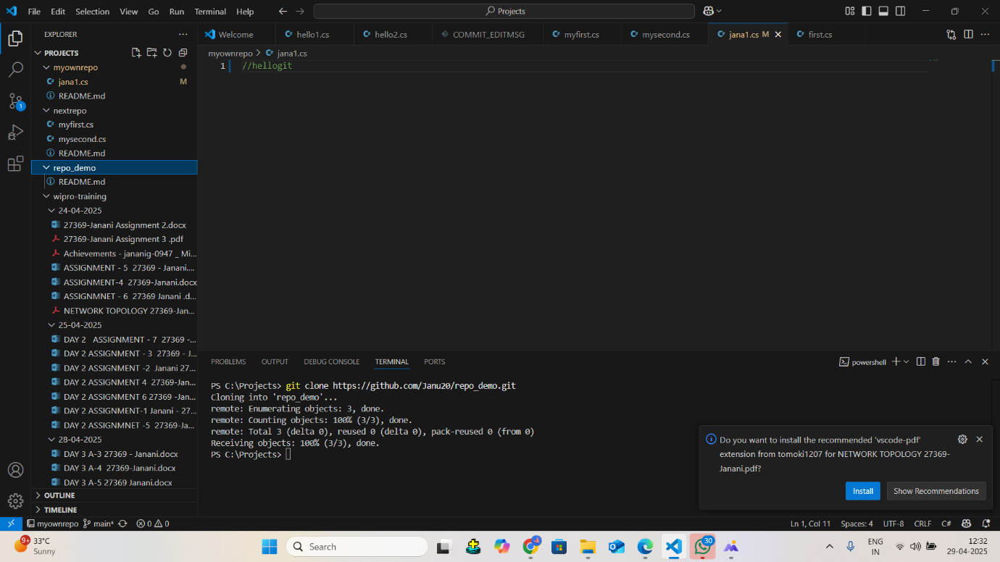 File Edit Selection View Go Run Terminal Help
Projects
EXPLORER
Welcome
hello1.cs
hello2.cs
COMMIT_EDITMSG
myfirst.cs
mysecond.cs
jana1.cs M
first.cs
PROJECTS
myownrepo
jana1.cs M
README.md
nextrepo
myfirst.cs
mysecond.cs
README.md
repo_demo
README.md
wipro-training
24-04-2025
27369-Janani Assignment 2.docx
27369-Janani Assignment 3 .pdf
Achievements - jananig-0947 _ Mi...
ASSIGNMENT - 5 27369 - Janani....
ASSIGNMENT-4 27369-Janani.docx
ASSIGNMNET - 6 27369 Janani .d...
NETWORK TOPOLOGY 27369-Jan...
25-04-2025
DAY 2 ASSIGNMENT - 7 27369 -...
DAY 2 ASSIGNMENT - 3 27369 - J...
DAY 2 ASSIGNMENT -2 Janani 27...
DAY 2 ASSIGNMENT 4 27369-Jan...
DAY 2 ASSIGNMENT 6 27369 -Jan...
DAY 2 ASSIGNMENT-1 Janani - 27...
DAY 2 ASSIGNMNET -5 27369-Ja...
28-04-2025
DAY 3 A-3 27369 - Janani.docx
DAY 3 A-4 27369-Janani.docx
DAY 3 A-5 27369 Janani.docx
OUTLINE
TIMELINE
1
myownrepo > jana1.cs
1 //hellogit
PROBLEMS OUTPUT DEBUG CONSOLE TERMINAL PORTS
powershell
PS C:\Projects> git clone https://github.com/Janu20/repo_demo.git
Cloning into 'repo_demo'...
remote: Enumerating objects: 3, done.
remote: Counting objects: 100% (3/3), done.
remote: Total 3 (delta 0), reused 0 (delta 0), pack-reused 0 (from 0)
Receiving objects: 100% (3/3), done.
PS C:\Projects>
Do you want to install the recommended 'vscode-pdf'
extension from tomoki1207 for NETWORK TOPOLOGY 27369-
Janani.pdf?
Install
Show Recommendations
myownrepo main* 0 0
Ln 1, Col 11 Spaces: 4 UTF-8 CRLF C#
9+
33°C
Sunny
Search
30
ENG
IN
12:32
29-04-2025